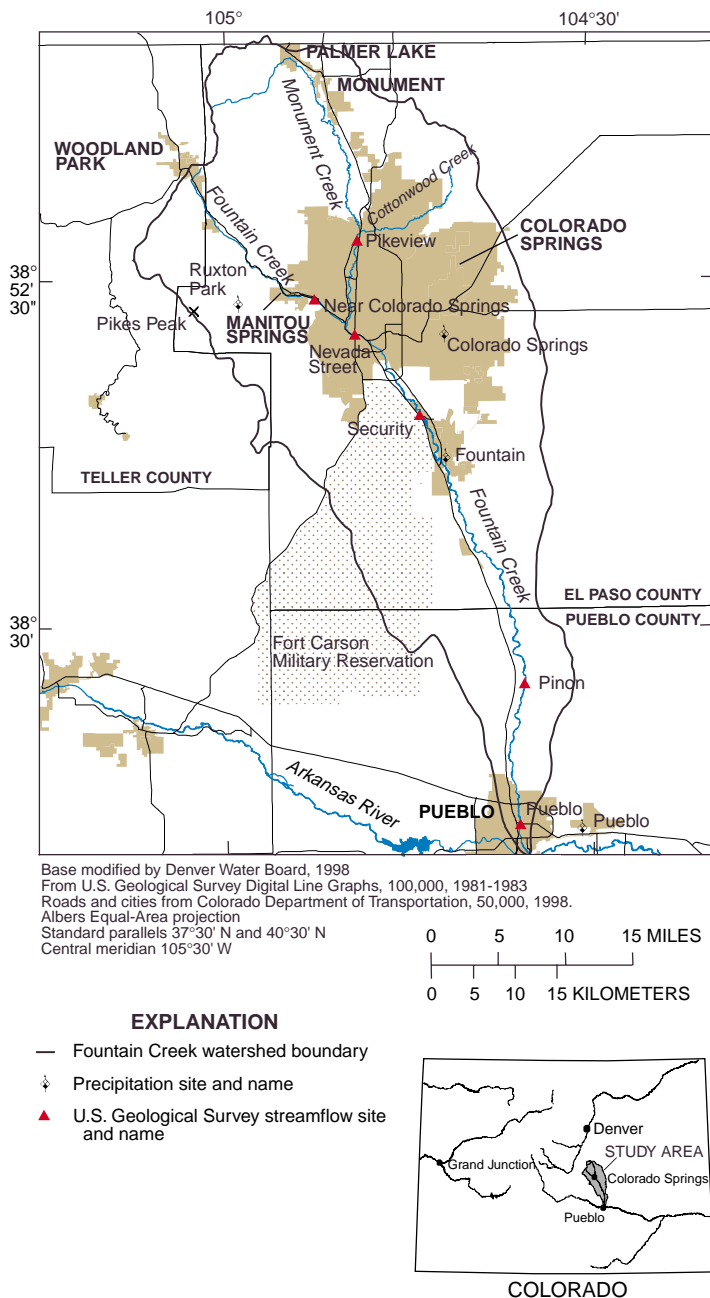 105°
104°30'
PALMER LAKE
MONUMENT
WOODLAND
PARK
Monument Creek
Cottonwood Creek
Fountain Creek
Pikeview
COLORADO
SPRINGS
38°
52'
30"
Ruxton
Park
Near Colorado Springs
Pikes Peak
MANITOU
SPRINGS
Nevada
Street
Colorado Springs
Security
Fountain
TELLER COUNTY
Fountain Creek
EL PASO COUNTY
PUEBLO COUNTY
38°
30'
Fort Carson
Military Reservation
Pinon
Arkansas River
PUEBLO
Pueblo
Pueblo
Base modified by Denver Water Board, 1998
From U.S. Geological Survey Digital Line Graphs, 100,000, 1981-1983
Roads and cities from Colorado Department of Transportation, 50,000, 1998.
Albers Equal-Area projection
Standard parallels 37°30' N and 40°30' N
Central meridian 105°30' W
0 5 10 15 MILES
0 5 10 15 KILOMETERS
EXPLANATION
Fountain Creek watershed boundary
Precipitation site and name
U.S. Geological Survey streamflow site
and name
Denver
STUDY AREA
Grand Junction
Colorado Springs
Pueblo
COLORADO